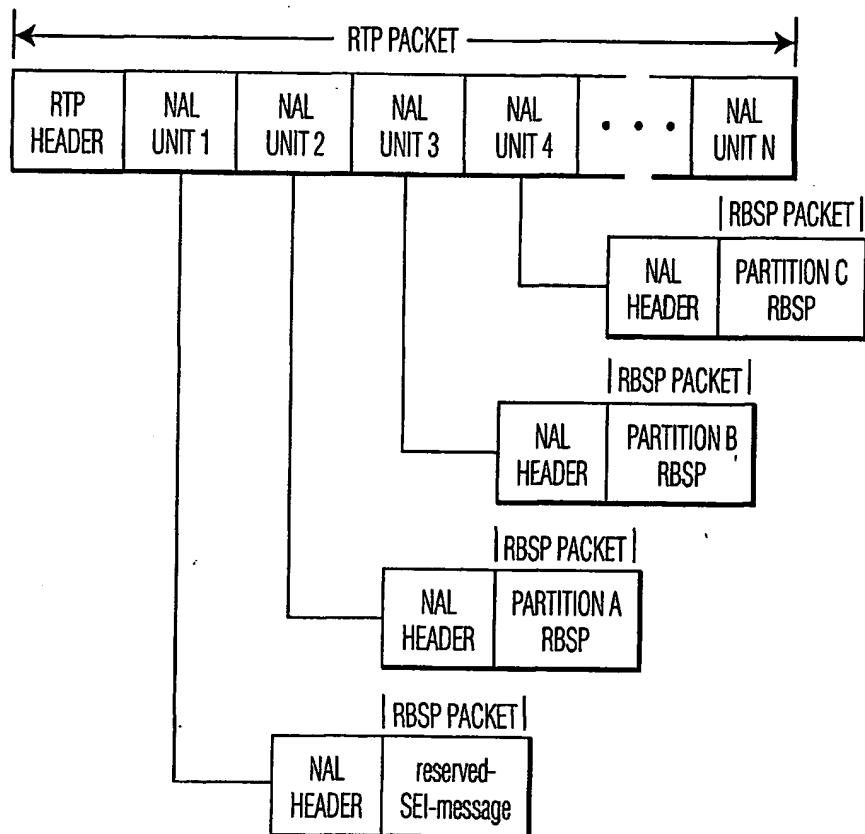 RTP PACKET
RTP HEADER
NAL UNIT 1
NAL UNIT 2
NAL UNIT 3
NAL UNIT 4
• • •
NAL UNIT N
RBSP PACKET
NAL HEADER
PARTITION C RBSP
RBSP PACKET
NAL HEADER
PARTITION B RBSP
RBSP PACKET
NAL HEADER
PARTITION A RBSP
RBSP PACKET
NAL HEADER
reserved-SEI-message